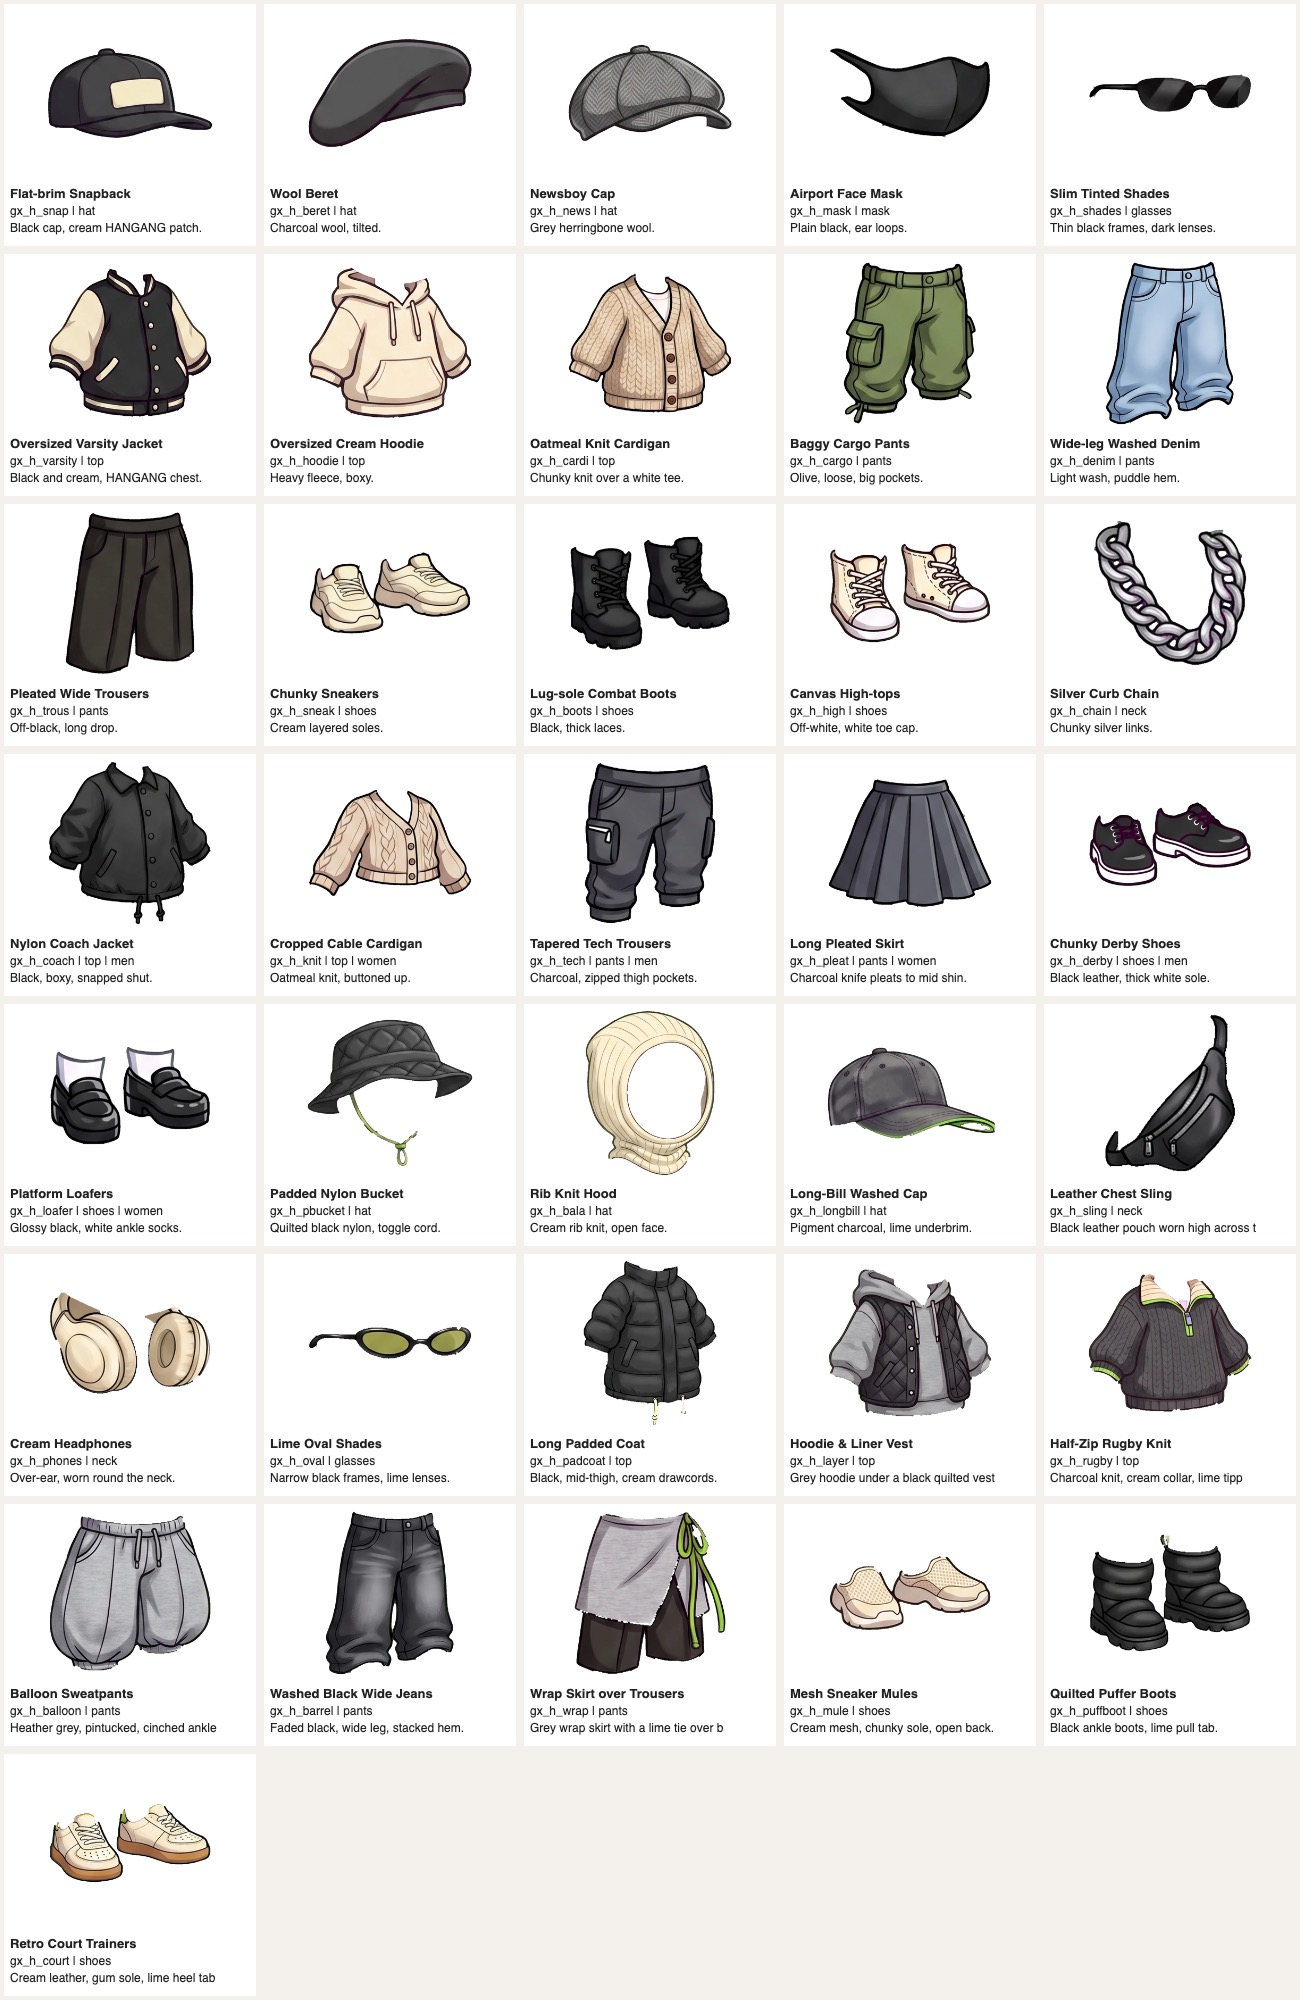 Flat-brim Snapback
gx_h_snap | hat
Black cap, cream HANGANG patch.
Wool Beret
gx_h_beret | hat
Charcoal wool, tilted.
Newsboy Cap
gx_h_news | hat
Grey herringbone wool.
Airport Face Mask
gx_h_mask | mask
Plain black, ear loops.
Slim Tinted Shades
gx_h_shades | glasses
Thin black frames, dark lenses.
Oversized Varsity Jacket
gx_h_varsity | top
Black and cream, HANGANG chest.
Oversized Cream Hoodie
gx_h_hoodie | top
Heavy fleece, boxy.
Oatmeal Knit Cardigan
gx_h_cardi | top
Chunky knit over a white tee.
Baggy Cargo Pants
gx_h_cargo | pants
Olive, loose, big pockets.
Wide-leg Washed Denim
gx_h_denim | pants
Light wash, puddle hem.
Pleated Wide Trousers
gx_h_trous | pants
Off-black, long drop.
Chunky Sneakers
gx_h_sneak | shoes
Cream layered soles.
Lug-sole Combat Boots
gx_h_boots | shoes
Black, thick laces.
Canvas High-tops
gx_h_high | shoes
Off-white, white toe cap.
Silver Curb Chain
gx_h_chain | neck
Chunky silver links.
Nylon Coach Jacket
gx_h_coach | top | men
Black, boxy, snapped shut.
Cropped Cable Cardigan
gx_h_knit | top | women
Oatmeal knit, buttoned up.
Tapered Tech Trousers
gx_h_tech | pants | men
Charcoal, zipped thigh pockets.
Long Pleated Skirt
gx_h_pleat | pants | women
Charcoal knife pleats to mid shin.
Chunky Derby Shoes
gx_h_derby | shoes | men
Black leather, thick white sole.
Platform Loafers
gx_h_loafer | shoes | women
Glossy black, white ankle socks.
Padded Nylon Bucket
gx_h_pbucket | hat
Quilted black nylon, toggle cord.
Rib Knit Hood
gx_h_bala | hat
Cream rib knit, open face.
Long-Bill Washed Cap
gx_h_longbill | hat
Pigment charcoal, lime underbrim.
Leather Chest Sling
gx_h_sling | neck
Black leather pouch worn high across t
Cream Headphones
gx_h_phones | neck
Over-ear, worn round the neck.
Lime Oval Shades
gx_h_oval | glasses
Narrow black frames, lime lenses.
Long Padded Coat
gx_h_padcoat | top
Black, mid-thigh, cream drawcords.
Hoodie & Liner Vest
gx_h_layer | top
Grey hoodie under a black quilted vest
Half-Zip Rugby Knit
gx_h_rugby | top
Charcoal knit, cream collar, lime tipp
Balloon Sweatpants
gx_h_balloon | pants
Heather grey, pintucked, cinched ankle
Washed Black Wide Jeans
gx_h_barrel | pants
Faded black, wide leg, stacked hem.
Wrap Skirt over Trousers
gx_h_wrap | pants
Grey wrap skirt with a lime tie over b
Mesh Sneaker Mules
gx_h_mule | shoes
Cream mesh, chunky sole, open back.
Quilted Puffer Boots
gx_h_puffboot | shoes
Black ankle boots, lime pull tab.
Retro Court Trainers
gx_h_court | shoes
Cream leather, gum sole, lime heel tab